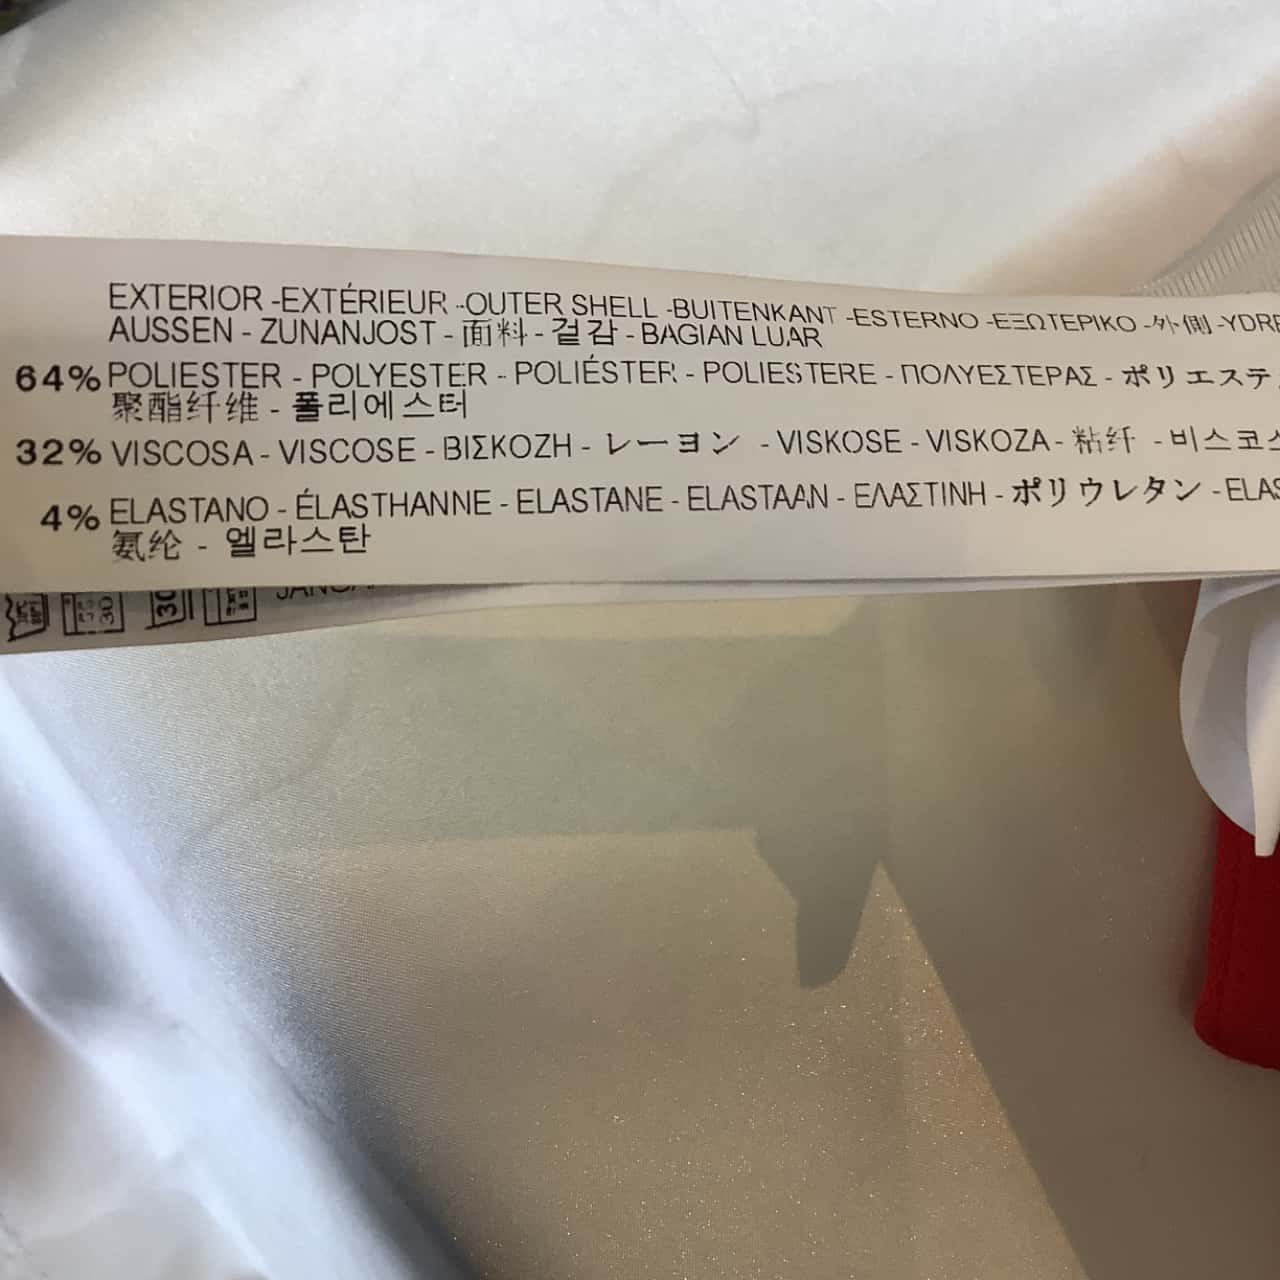 EXTERIOR -EXTÉRIEUR -OUTER SHELL -BUITENKANT -ESTERNO -ΕΞΩΤΕΡΙΚΟ -外側 -YDRE
AUSSEN - ZUNANJOST - 面料 - 겉감 - BAGIAN LUAR
64% POLIESTER - POLYESTER - POLIÉSTER - POLIESTERE - ΠΟΛΥΕΣΤΕΡΑΣ - ポリエステ
聚酯纤维 - 폴리에스터
32% VISCOSA - VISCOSE - ΒΙΣΚΟΖΗ - レーヨン - VISKOSE - VISKOZA - 粘纤 - 비스코스
4% ELASTANO - ÉLASTHANNE - ELASTANE - ELASTAAN - ΕΛΑΣΤΙΝΗ - ポリウレタン - ELAS
氨纶 - 엘라스탄
30 30